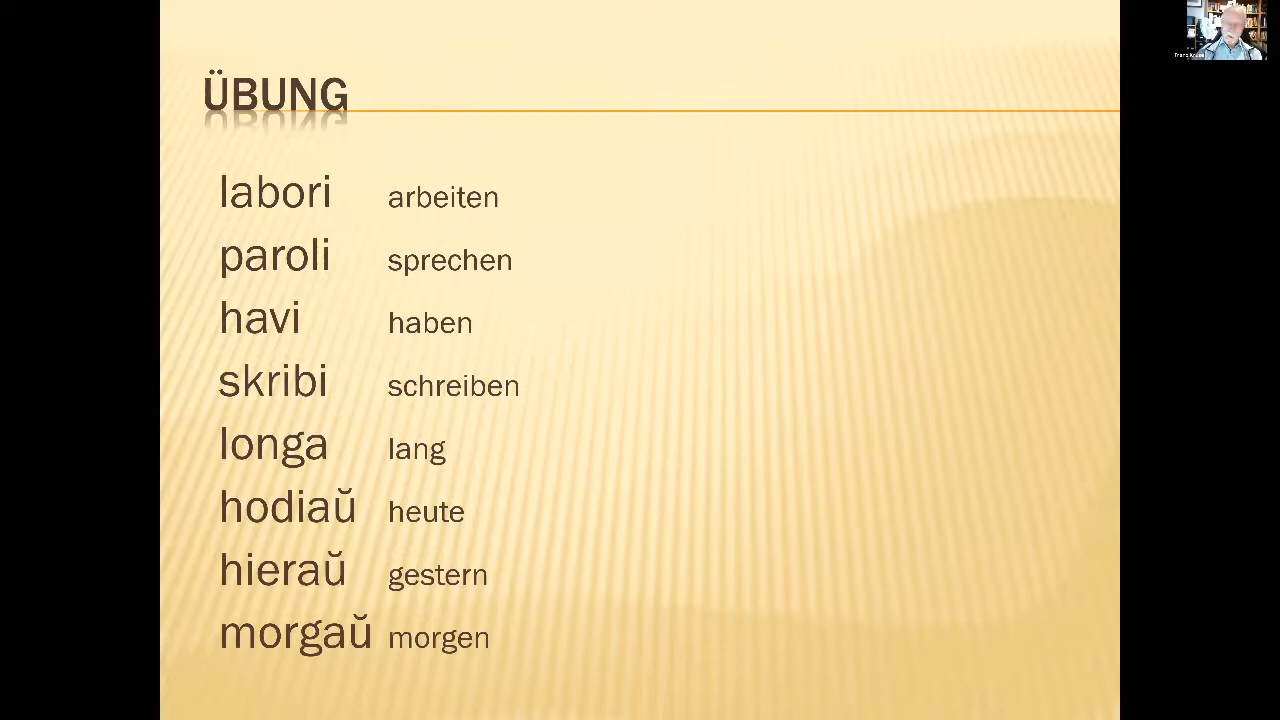 ÜBUNG
labori arbeiten
paroli sprechen
havi haben
skribi schreiben
longa lang
hodiaŭ heute
hieraŭ gestern
morgaŭ morgen